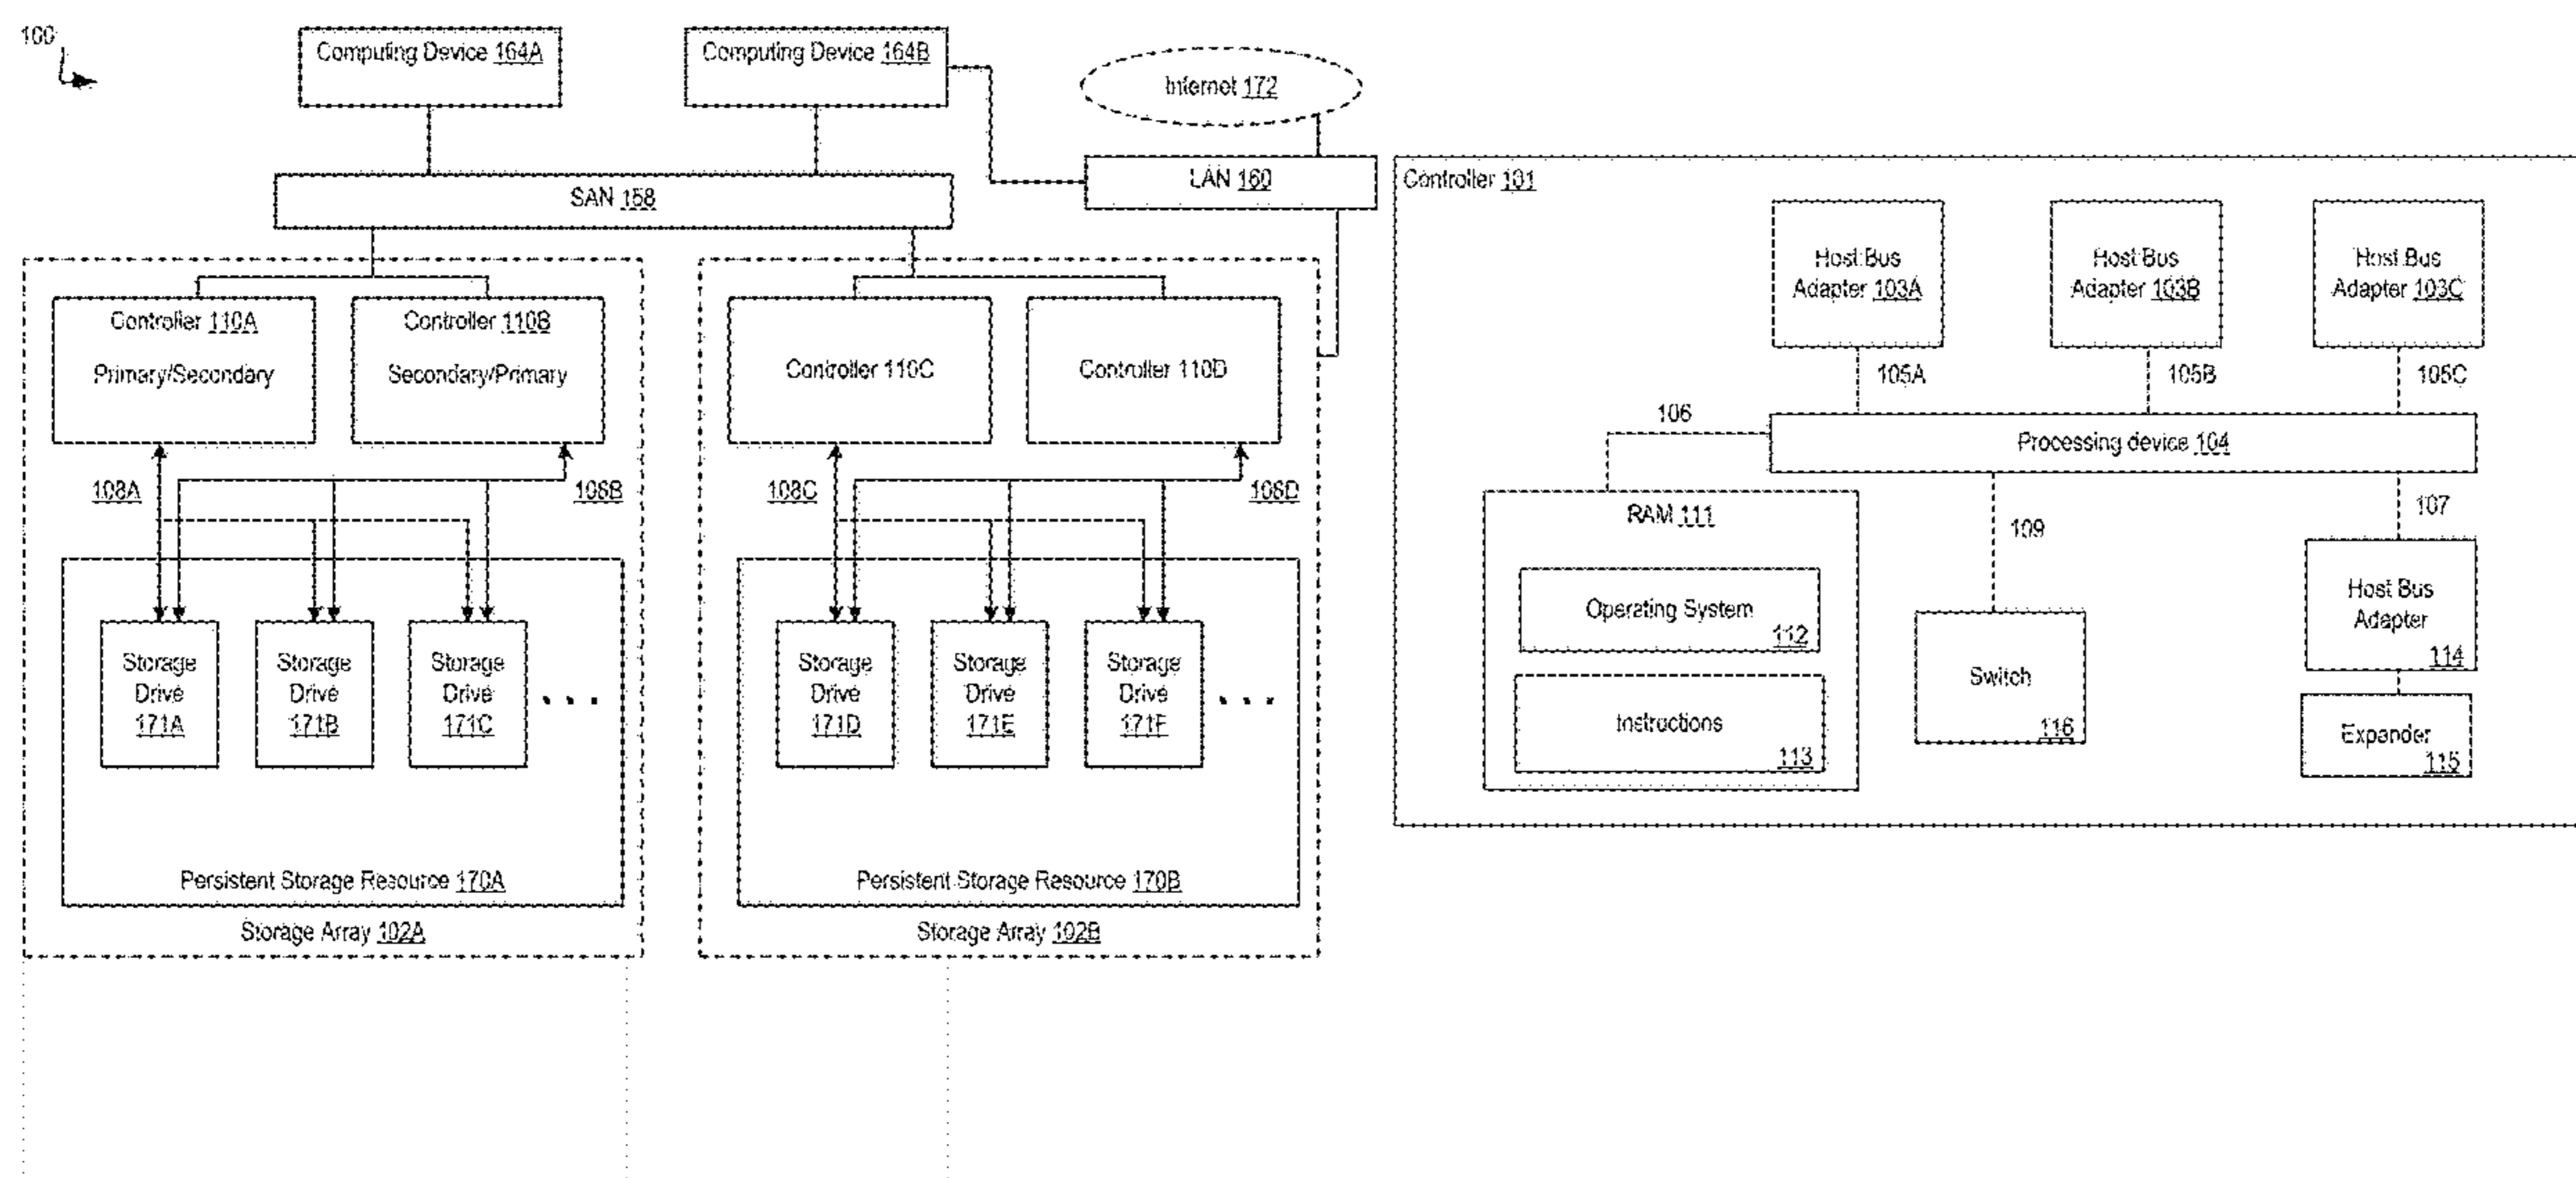 100
Computing Device 164A
Computing Device 164B
Internet 172
LAN 160
SAN 158
Controller 110A
Primary/Secondary
Controller 110B
Secondary/Primary
Controller 110C
Controller 110D
108A
108B
108C
108D
Storage
Drive
171A
Storage
Drive
171B
Storage
Drive
171C
...
Persistent Storage Resource 170A
Storage Array 102A
Storage
Drive
171D
Storage
Drive
171E
Storage
Drive
171F
...
Persistent Storage Resource 170B
Storage Array 102B
Controller 101
Host Bus
Adapter 103A
Host Bus
Adapter 103B
Host Bus
Adapter 103C
105A
105B
105C
106
Processing device 104
RAM 111
Operating System
112
Instructions
113
109
Switch
116
107
Host Bus
Adapter
114
Expander
115